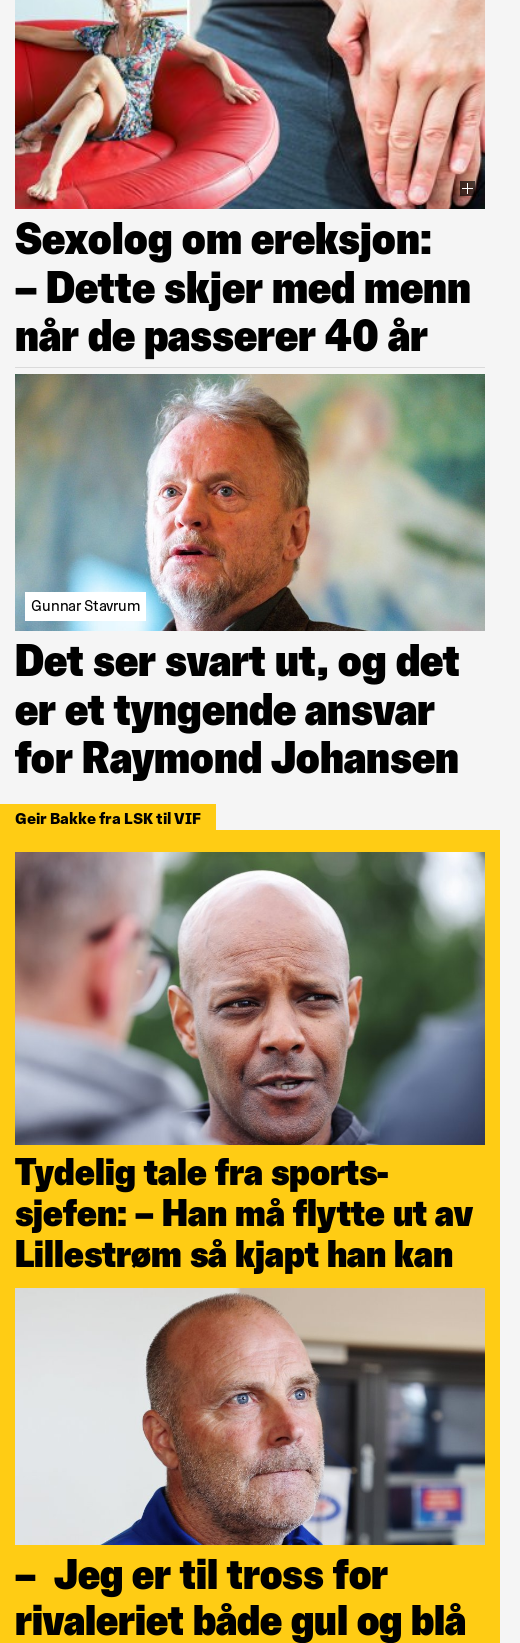 Sexolog om ereksjon:
– Dette skjer med menn
når de passerer 40 år
Gunnar Stavrum
Det ser svart ut, og det
er et tyngende ansvar
for Raymond Johansen
Geir Bakke fra LSK til VIF
Tydelig tale fra sports-
sjefen: – Han må flytte ut av
Lillestrøm så kjapt han kan
– Jeg er til tross for
rivaleriet både gul og blå